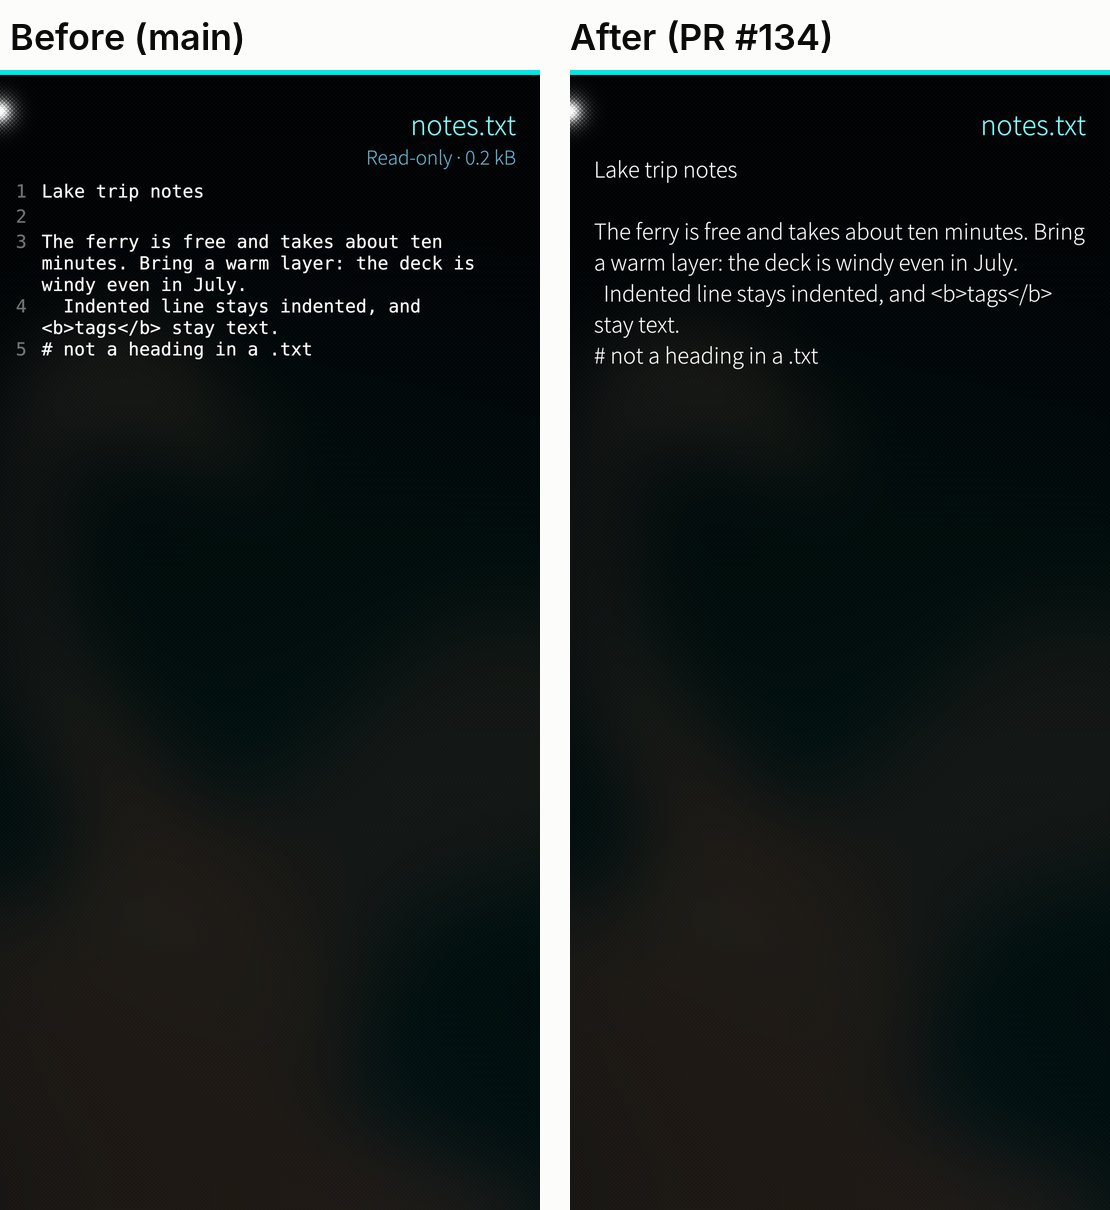 Before (main)
notes.txt
Read-only · 0.2 kB
1 Lake trip notes
2
3 The ferry is free and takes about ten
minutes. Bring a warm layer: the deck is
windy even in July.
4   Indented line stays indented, and
<b>tags</b> stay text.
5 # not a heading in a .txt
After (PR #134)
notes.txt
Lake trip notes
The ferry is free and takes about ten minutes. Bring
a warm layer: the deck is windy even in July.
  Indented line stays indented, and <b>tags</b>
stay text.
# not a heading in a .txt